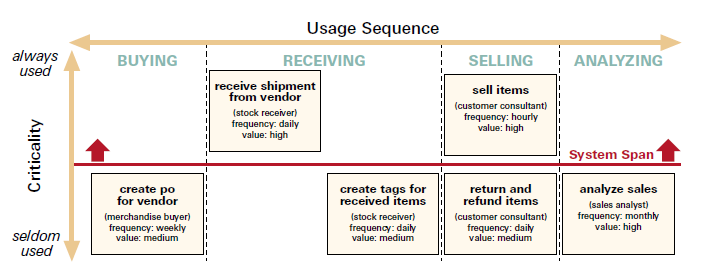 Usage Sequence
always
used
BUYING
RECEIVING
SELLING
ANALYZING
receive shipment
from vendor
(stock receiver)
frequency: daily
value: high
sell items
(customer consultant)
frequency: hourly
value: high
Criticality
System Span
create po
for vendor
(merchandise buyer)
frequency: weekly
value: medium
create tags for
received items
(stock receiver)
frequency: daily
value: medium
return and
refund items
(customer consultant)
frequency: daily
value: medium
analyze sales
(sales analyst)
frequency: monthly
value: high
seldom
used